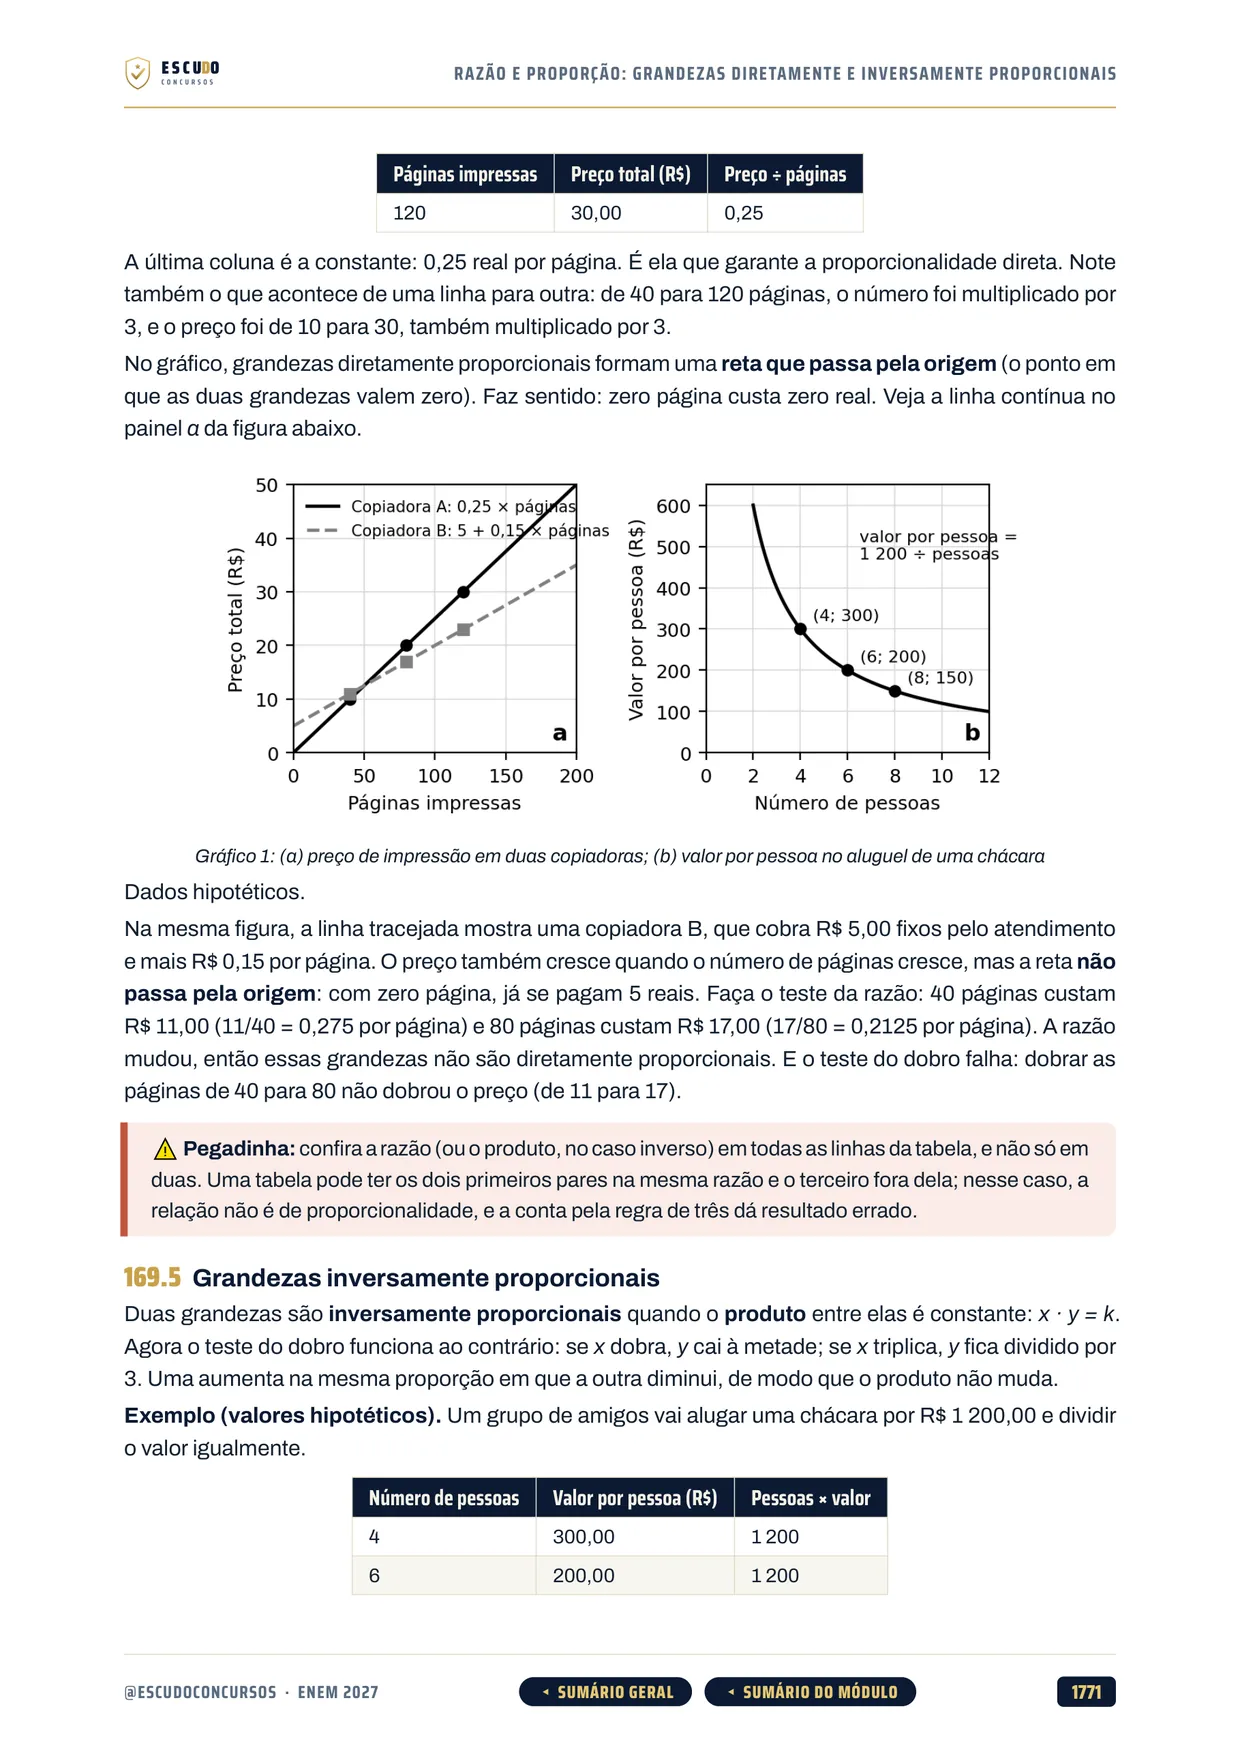 ESCUDO
CONCURSOS
RAZÃO E PROPORÇÃO: GRANDEZAS DIRETAMENTE E INVERSAMENTE PROPORCIONAIS
Páginas impressas Preço total (R$) Preço ÷ páginas
120 30,00 0,25
A última coluna é a constante: 0,25 real por página. É ela que garante a proporcionalidade direta. Note
também o que acontece de uma linha para outra: de 40 para 120 páginas, o número foi multiplicado por
3, e o preço foi de 10 para 30, também multiplicado por 3.
No gráfico, grandezas diretamente proporcionais formam uma reta que passa pela origem (o ponto em
que as duas grandezas valem zero). Faz sentido: zero página custa zero real. Veja a linha contínua no
painel a da figura abaixo.
Preço total (R$)
50
40
30
20
10
0
Copiadora A: 0,25 × páginas
Copiadora B: 5 + 0,15 × páginas
a
0 50 100 150 200
Páginas impressas
Valor por pessoa (R$)
600
500
400
300
200
100
0
valor por pessoa =
1 200 ÷ pessoas
(4; 300)
(6; 200)
(8; 150)
b
0 2 4 6 8 10 12
Número de pessoas
Gráfico 1: (a) preço de impressão em duas copiadoras; (b) valor por pessoa no aluguel de uma chácara
Dados hipotéticos.
Na mesma figura, a linha tracejada mostra uma copiadora B, que cobra R$ 5,00 fixos pelo atendimento
e mais R$ 0,15 por página. O preço também cresce quando o número de páginas cresce, mas a reta não
passa pela origem: com zero página, já se pagam 5 reais. Faça o teste da razão: 40 páginas custam
R$ 11,00 (11/40 = 0,275 por página) e 80 páginas custam R$ 17,00 (17/80 = 0,2125 por página). A razão
mudou, então essas grandezas não são diretamente proporcionais. E o teste do dobro falha: dobrar as
páginas de 40 para 80 não dobrou o preço (de 11 para 17).
⚠ Pegadinha: confira a razão (ou o produto, no caso inverso) em todas as linhas da tabela, e não só em
duas. Uma tabela pode ter os dois primeiros pares na mesma razão e o terceiro fora dela; nesse caso, a
relação não é de proporcionalidade, e a conta pela regra de três dá resultado errado.
169.5 Grandezas inversamente proporcionais
Duas grandezas são inversamente proporcionais quando o produto entre elas é constante: x · y = k.
Agora o teste do dobro funciona ao contrário: se x dobra, y cai à metade; se x triplica, y fica dividido por
3. Uma aumenta na mesma proporção em que a outra diminui, de modo que o produto não muda.
Exemplo (valores hipotéticos). Um grupo de amigos vai alugar uma chácara por R$ 1 200,00 e dividir
o valor igualmente.
Número de pessoas Valor por pessoa (R$) Pessoas × valor
4 300,00 1 200
6 200,00 1 200
@ESCUDOCONCURSOS · ENEM 2027
◂ SUMÁRIO GERAL
◂ SUMÁRIO DO MÓDULO
1771